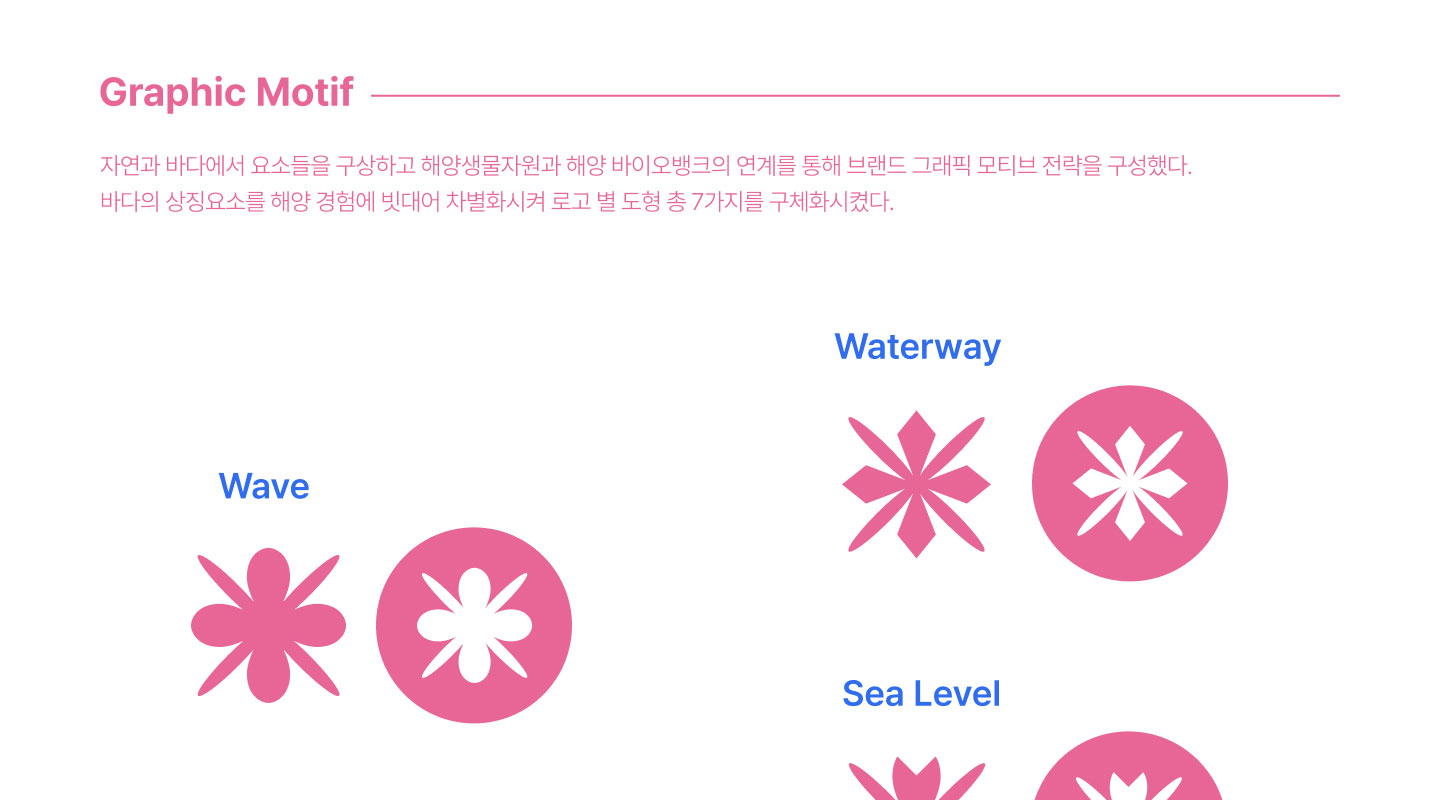 Graphic Motif
자연과 바다에서 요소들을 구상하고 해양생물자원과 해양 바이오뱅크의 연계를 통해 브랜드 그래픽 모티브 전략을 구성했다.
바다의 상징요소를 해양 경험에 빗대어 차별화시켜 로고 별 도형 총 7가지를 구체화시켰다.
Waterway
Wave
Sea Level